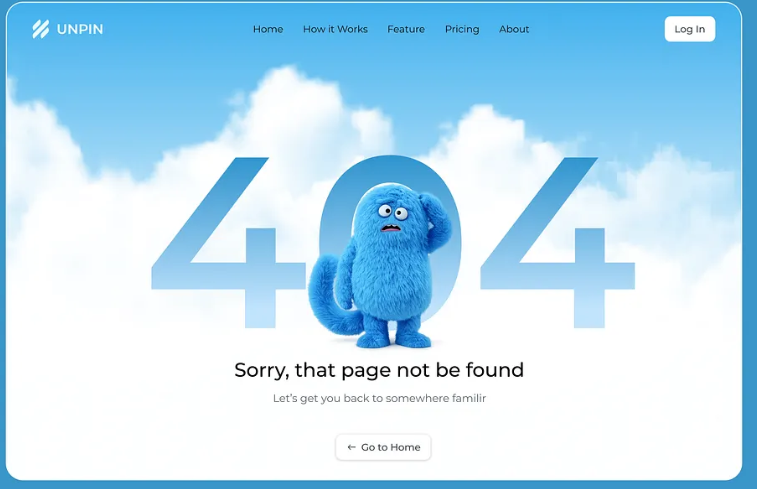 UNPIN
Home How it Works Feature Pricing About
Log In
404
Sorry, that page not be found
Let's get you back to somewhere familir
← Go to Home